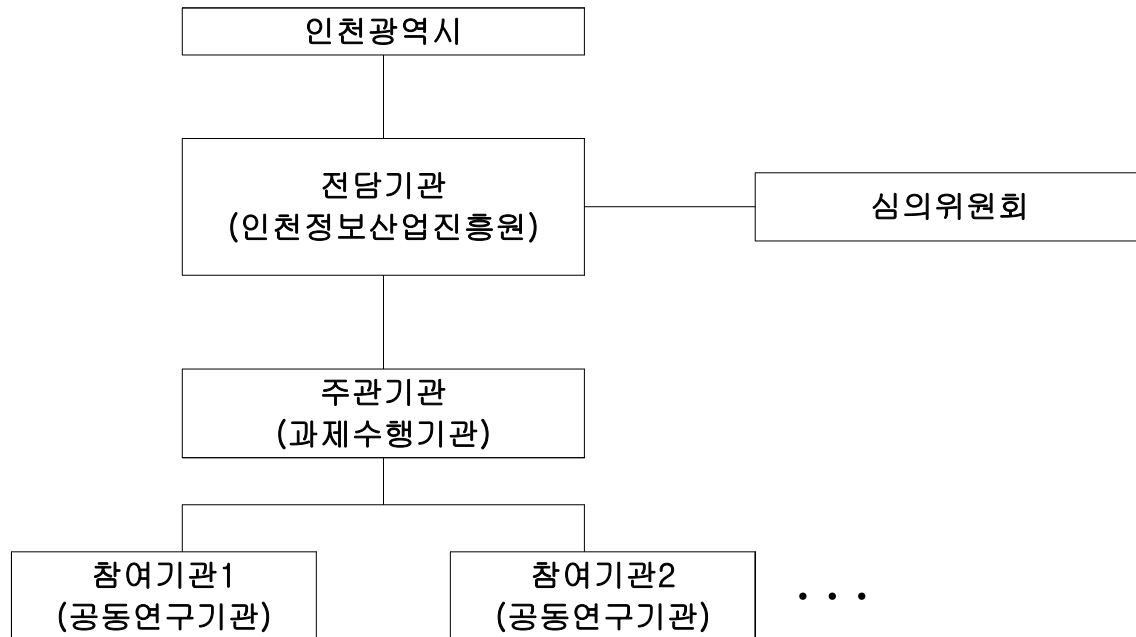 인천광역시
전담기관
(인천정보산업진흥원)
심의위원회
주관기관
(과제수행기관)
참여기관1
(공동연구기관)
참여기관2
(공동연구기관)
· · ·